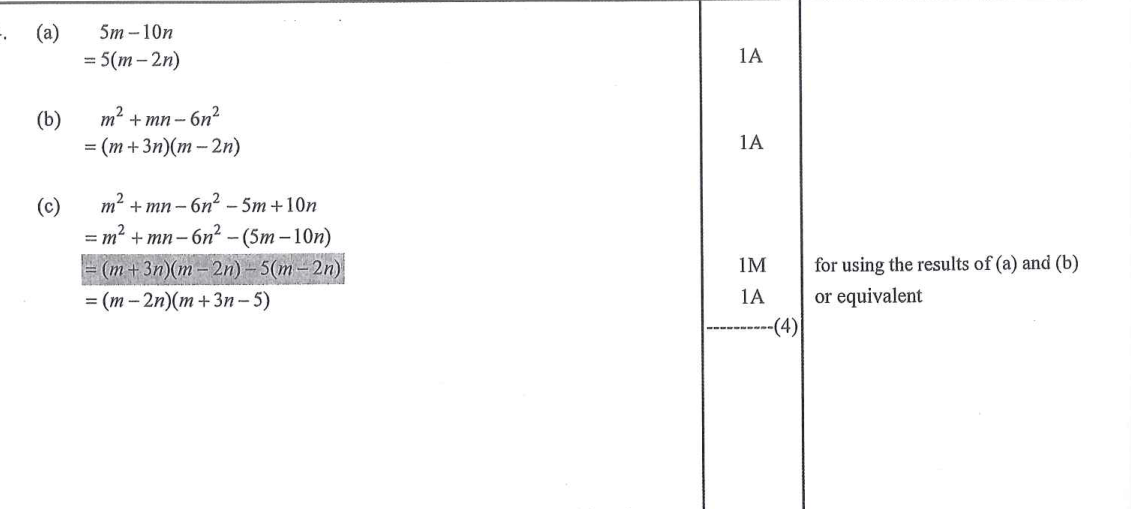 (a) 5m – 10n
= 5(m – 2n) 1A
(b) m² + mn – 6n²
= (m + 3n)(m – 2n) 1A
(c) m² + mn – 6n² – 5m + 10n
= m² + mn – 6n² – (5m – 10n)
= (m + 3n)(m – 2n) – 5(m – 2n) 1M for using the results of (a) and (b)
= (m – 2n)(m + 3n – 5) 1A or equivalent
----------(4)